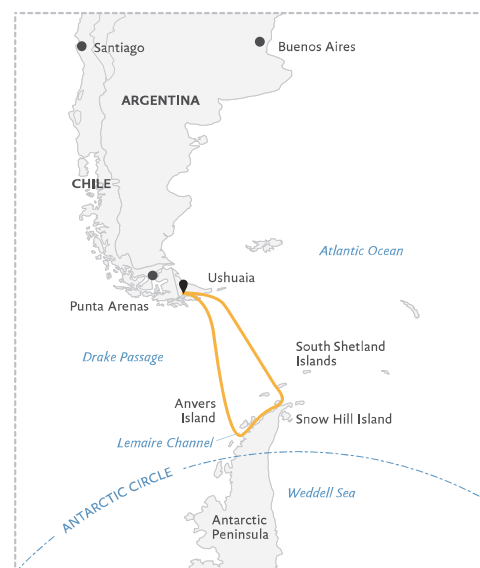 Santiago
Buenos Aires
ARGENTINA
CHILE
Atlantic Ocean
Ushuaia
Punta Arenas
South Shetland
Islands
Drake Passage
Anvers
Island
Snow Hill Island
Lemaire Channel
ANTARCTIC CIRCLE
Weddell Sea
Antarctic
Peninsula